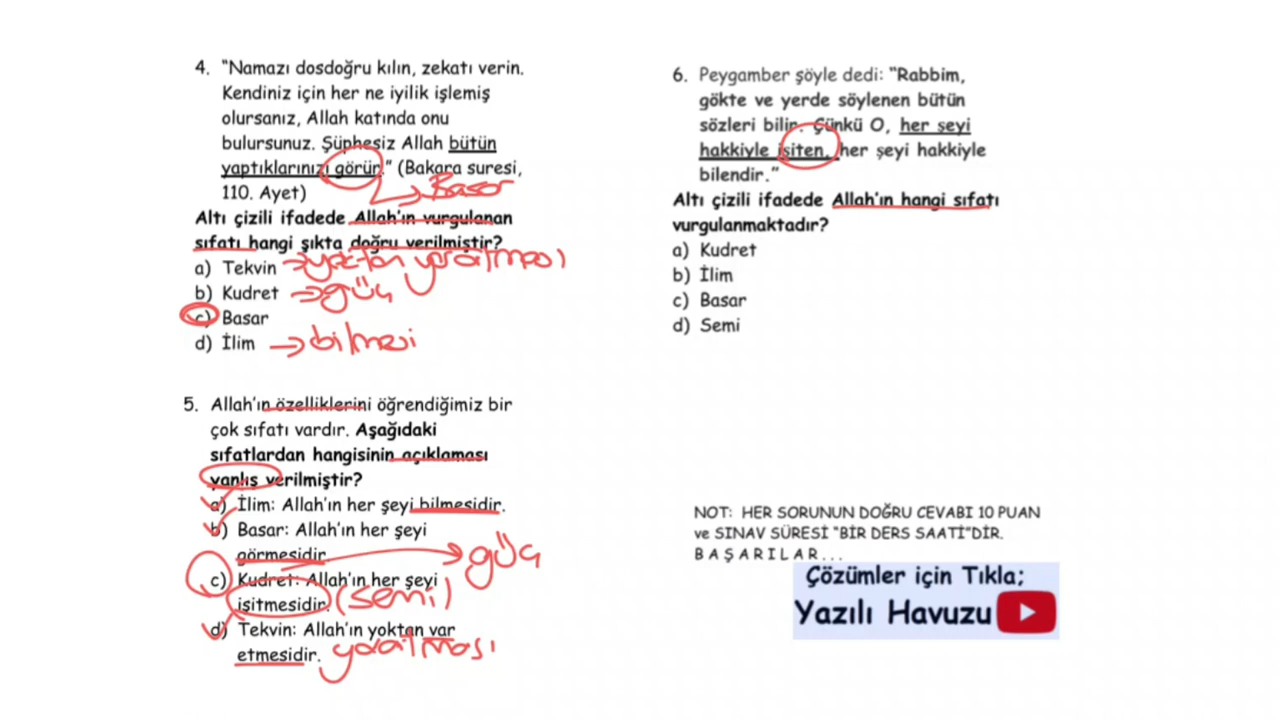 4. "Namazı dosdoğru kılın, zekatı verin.
Kendiniz için her ne iyilik işlemiş
olursanız, Allah katında onu
bulursunuz. Şüphesiz Allah bütün
yaptıklarınızı görür." (Bakara suresi,
110. Ayet)
Basar
Altı çizili ifadede Allah'ın vurgulanan
sıfatı hangi şıkta doğru verilmiştir?
a) Tekvin → yoktan yaratması
b) Kudret → güç
c) Basar
d) İlim → bilmesi
5. Allah'ın özelliklerini öğrendiğimiz bir
çok sıfatı vardır. Aşağıdaki
sıfatlardan hangisinin açıklaması
yanlış verilmiştir?
a) İlim: Allah'ın her şeyi bilmesidir.
b) Basar: Allah'ın her şeyi
görmesidir
güç
c) Kudret: Allah'ın her şeyi
işitmesidir. (semi)
d) Tekvin: Allah'ın yoktan var
etmesidir. yaratması
6. Peygamber şöyle dedi: "Rabbim,
gökte ve yerde söylenen bütün
sözleri bilir. Çünkü O, her şeyi
hakkiyle işiten, her şeyi hakkiyle
bilendir."
Altı çizili ifadede Allah'ın hangi sıfatı
vurgulanmaktadır?
a) Kudret
b) İlim
c) Basar
d) Semi
NOT: HER SORUNUN DOĞRU CEVABI 10 PUAN
ve SINAV SÜRESİ "BİR DERS SAATİ"DİR.
BAŞARILAR...
Çözümler için Tıkla;
Yazılı Havuzu